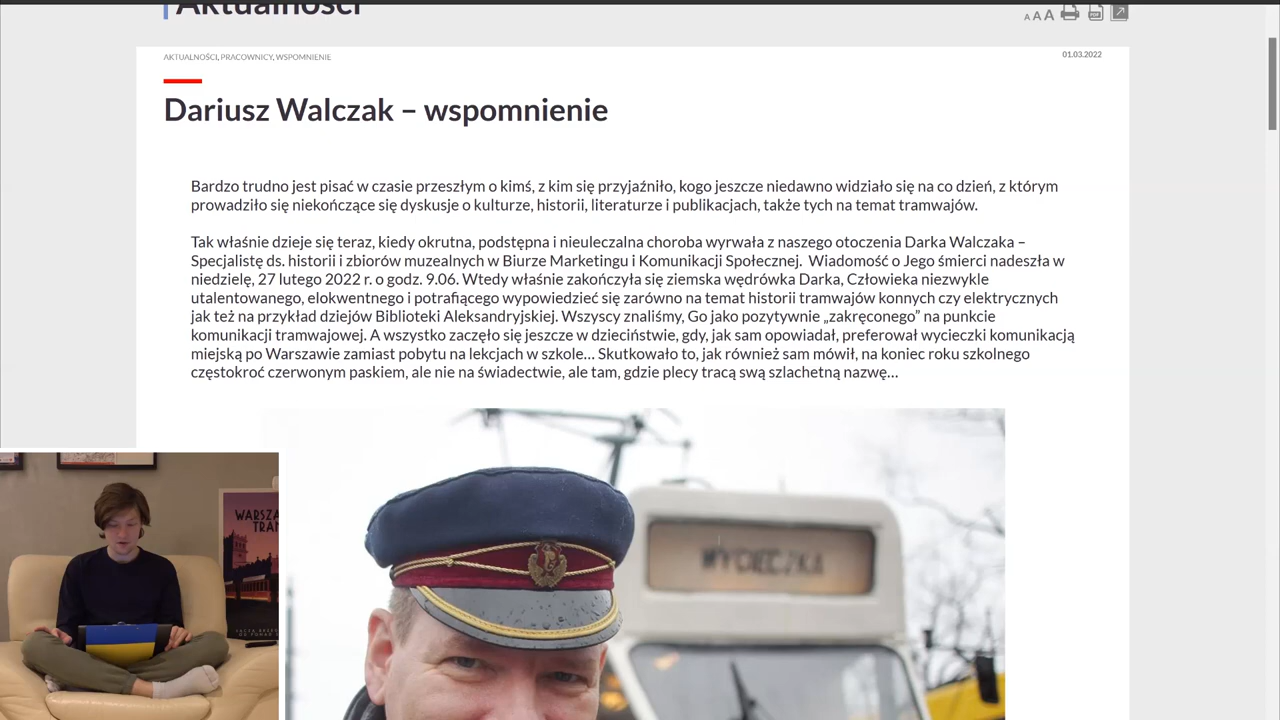 Aktualności
A A A
PDF
AKTUALNOŚCI, PRACOWNICY, WSPOMNIENIE
01.03.2022
Dariusz Walczak – wspomnienie
Bardzo trudno jest pisać w czasie przeszłym o kimś, z kim się przyjaźniło, kogo jeszcze niedawno widziało się na co dzień, z którym
prowadziło się niekończące się dyskusje o kulturze, historii, literaturze i publikacjach, także tych na temat tramwajów.
Tak właśnie dzieje się teraz, kiedy okrutna, podstępna i nieuleczalna choroba wyrwała z naszego otoczenia Darka Walczaka –
Specjalistę ds. historii i zbiorów muzealnych w Biurze Marketingu i Komunikacji Społecznej.  Wiadomość o Jego śmierci nadeszła w
niedzielę, 27 lutego 2022 r. o godz. 9.06. Wtedy właśnie zakończyła się ziemska wędrówka Darka, Człowieka niezwykle
utalentowanego, elokwentnego i potrafiącego wypowiedzieć się zarówno na temat historii tramwajów konnych czy elektrycznych
jak też na przykład dziejów Biblioteki Aleksandryjskiej. Wszyscy znaliśmy, Go jako pozytywnie „zakręconego” na punkcie
komunikacji tramwajowej. A wszystko zaczęło się jeszcze w dzieciństwie, gdy, jak sam opowiadał, preferował wycieczki komunikacją
miejską po Warszawie zamiast pobytu na lekcjach w szkole… Skutkowało to, jak również sam mówił, na koniec roku szkolnego
częstokroć czerwonym paskiem, ale nie na świadectwie, ale tam, gdzie plecy tracą swą szlachetną nazwę…
WYCIECZKA
WARSZA
TRA